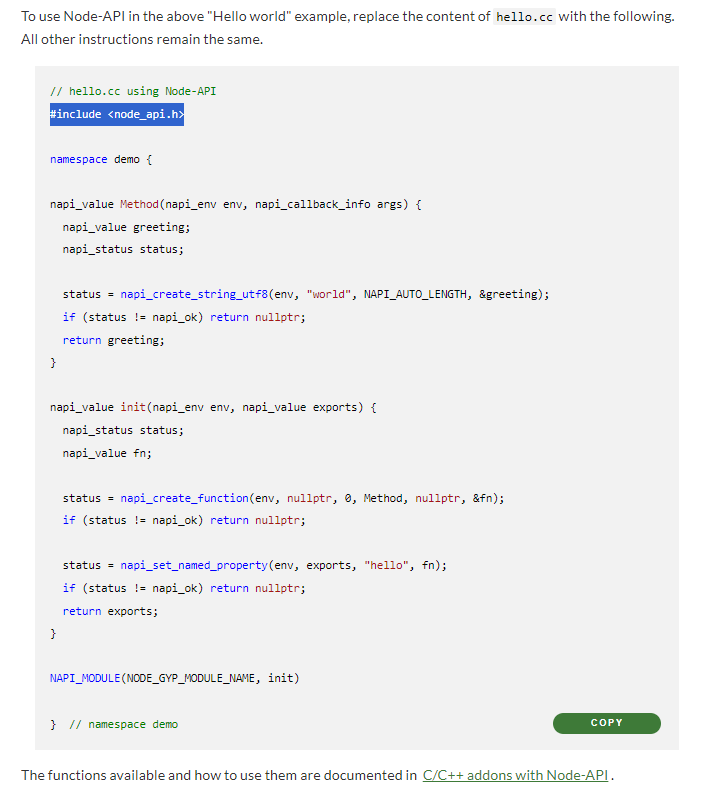 To use Node-API in the above "Hello world" example, replace the content of hello.cc with the following.
All other instructions remain the same.
// hello.cc using Node-API
#include <node_api.h>
namespace demo {
napi_value Method(napi_env env, napi_callback_info args) {
  napi_value greeting;
  napi_status status;
  status = napi_create_string_utf8(env, "world", NAPI_AUTO_LENGTH, &greeting);
  if (status != napi_ok) return nullptr;
  return greeting;
}
napi_value init(napi_env env, napi_value exports) {
  napi_status status;
  napi_value fn;
  status = napi_create_function(env, nullptr, 0, Method, nullptr, &fn);
  if (status != napi_ok) return nullptr;
  status = napi_set_named_property(env, exports, "hello", fn);
  if (status != napi_ok) return nullptr;
  return exports;
}
NAPI_MODULE(NODE_GYP_MODULE_NAME, init)
}  // namespace demo
COPY
The functions available and how to use them are documented in C/C++ addons with Node-API.